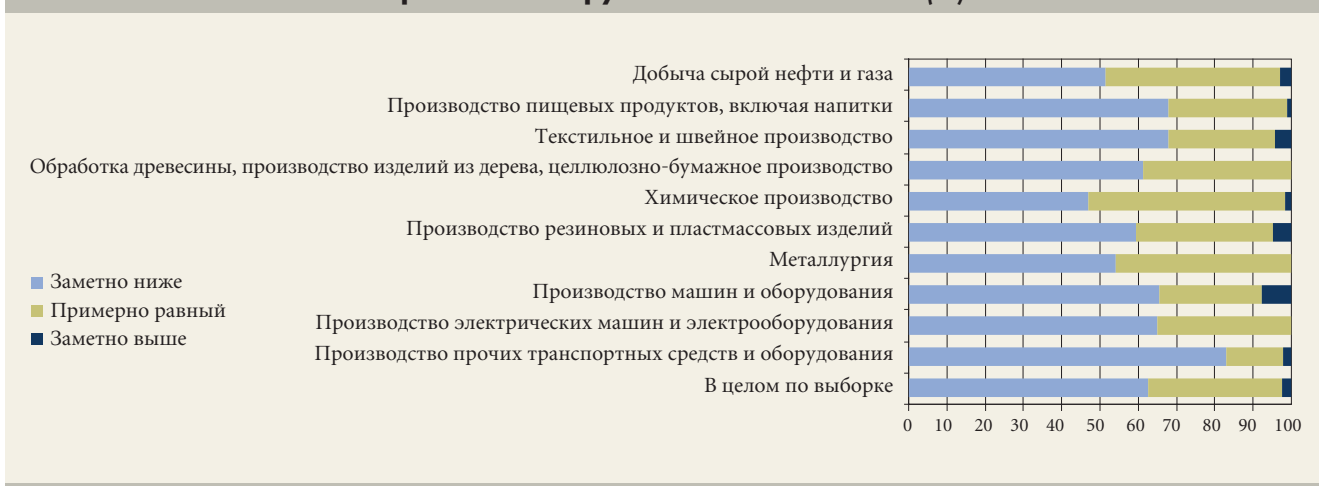 Добыча сырой нефти и газа
Производство пищевых продуктов, включая напитки
Текстильное и швейное производство
Обработка древесины, производство изделий из дерева, целлюлозно-бумажное производство
Химическое производство
Производство резиновых и пластмассовых изделий
Металлургия
Производство машин и оборудования
Производство электрических машин и электрооборудования
Производство прочих транспортных средств и оборудования
В целом по выборке
Заметно ниже
Примерно равный
Заметно выше
0 10 20 30 40 50 60 70 80 90 100